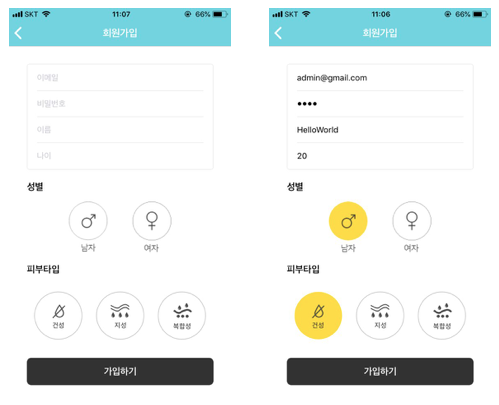 SKT 11:07 66%
회원가입
이메일
비밀번호
이름
나이
성별
남자 여자
피부타입
건성 지성 복합성
가입하기
SKT 11:06 66%
회원가입
admin@gmail.com
••••
HelloWorld
20
성별
남자 여자
피부타입
건성 지성 복합성
가입하기